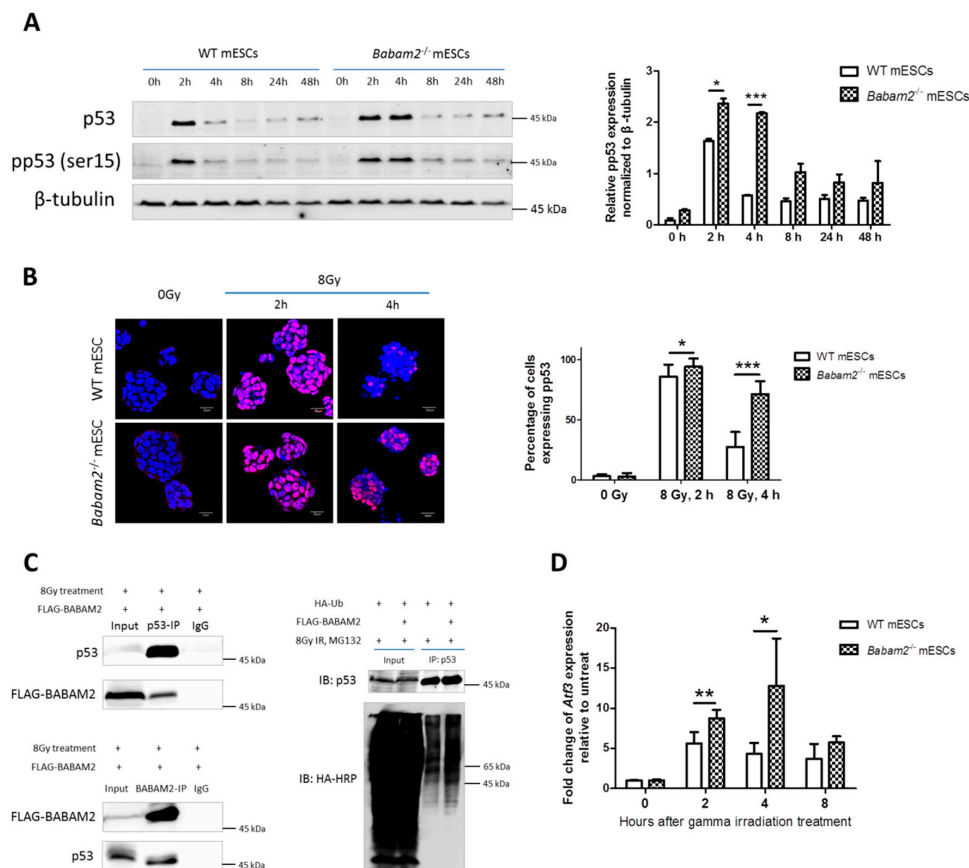 A
WT mESCs Babam2-/- mESCs
0h 2h 4h 8h 24h 48h 0h 2h 4h 8h 24h 48h
p53
45 kDa
pp53 (ser15)
45 kDa
β-tubulin
45 kDa
Relative pp53 expression
normalized to β -tubulin
3
2
1
0
* ***
0 h 2 h 4 h 8 h 24 h 48 h
WT mESCs
Babam2-/- mESCs
B
8Gy
0Gy 2h 4h
WT mESC
Babam2-/- mESC
Percentage of cells
expressing pp53
100
50
0
* ***
0 Gy 8 Gy, 2 h 8 Gy, 4 h
WT mESCs
Babam2-/- mESCs
C
8Gy treatment + + +
FLAG-BABAM2 + + +
Input p53-IP IgG
p53
45 kDa
FLAG-BABAM2
45 kDa
8Gy treatment + + +
FLAG-BABAM2 + + +
Input BABAM2-IP IgG
FLAG-BABAM2
45 kDa
p53
45 kDa
HA-Ub + + + +
FLAG-BABAM2 + +
8Gy IR, MG132 + + + +
Input IP: p53
IB: p53
45 kDa
IB: HA-HRP
65 kDa
45 kDa
D
Fold change of Atf3 expression
relative to untreat
20
15
10
5
0
** *
0 2 4 8
Hours after gamma irradiation treatment
WT mESCs
Babam2-/- mESCs